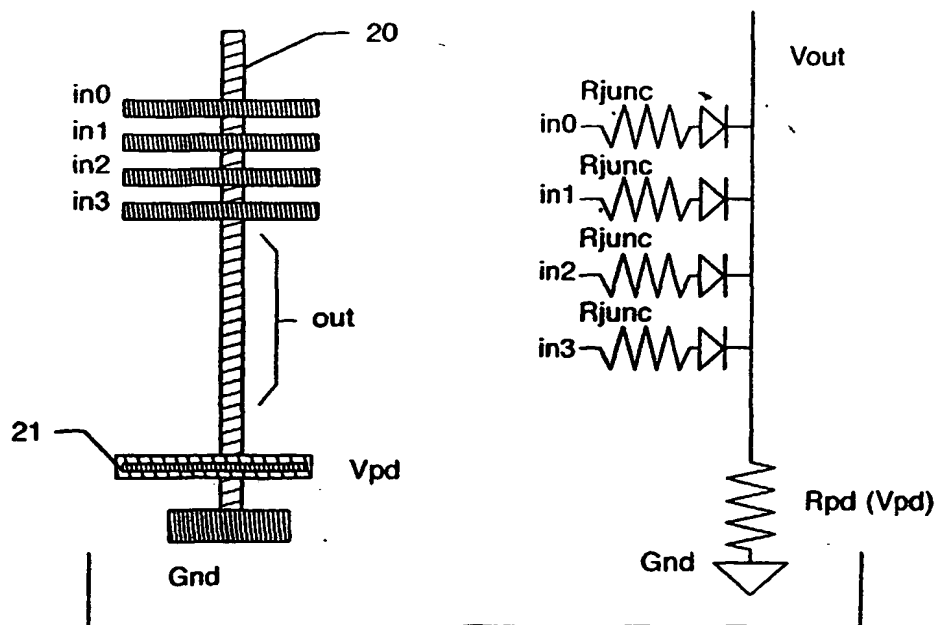 20
in0
in1
in2
in3
out
21
Vpd
Gnd
Vout
Rjunc
in0
Rjunc
in1
Rjunc
in2
Rjunc
in3
Rpd (Vpd)
Gnd